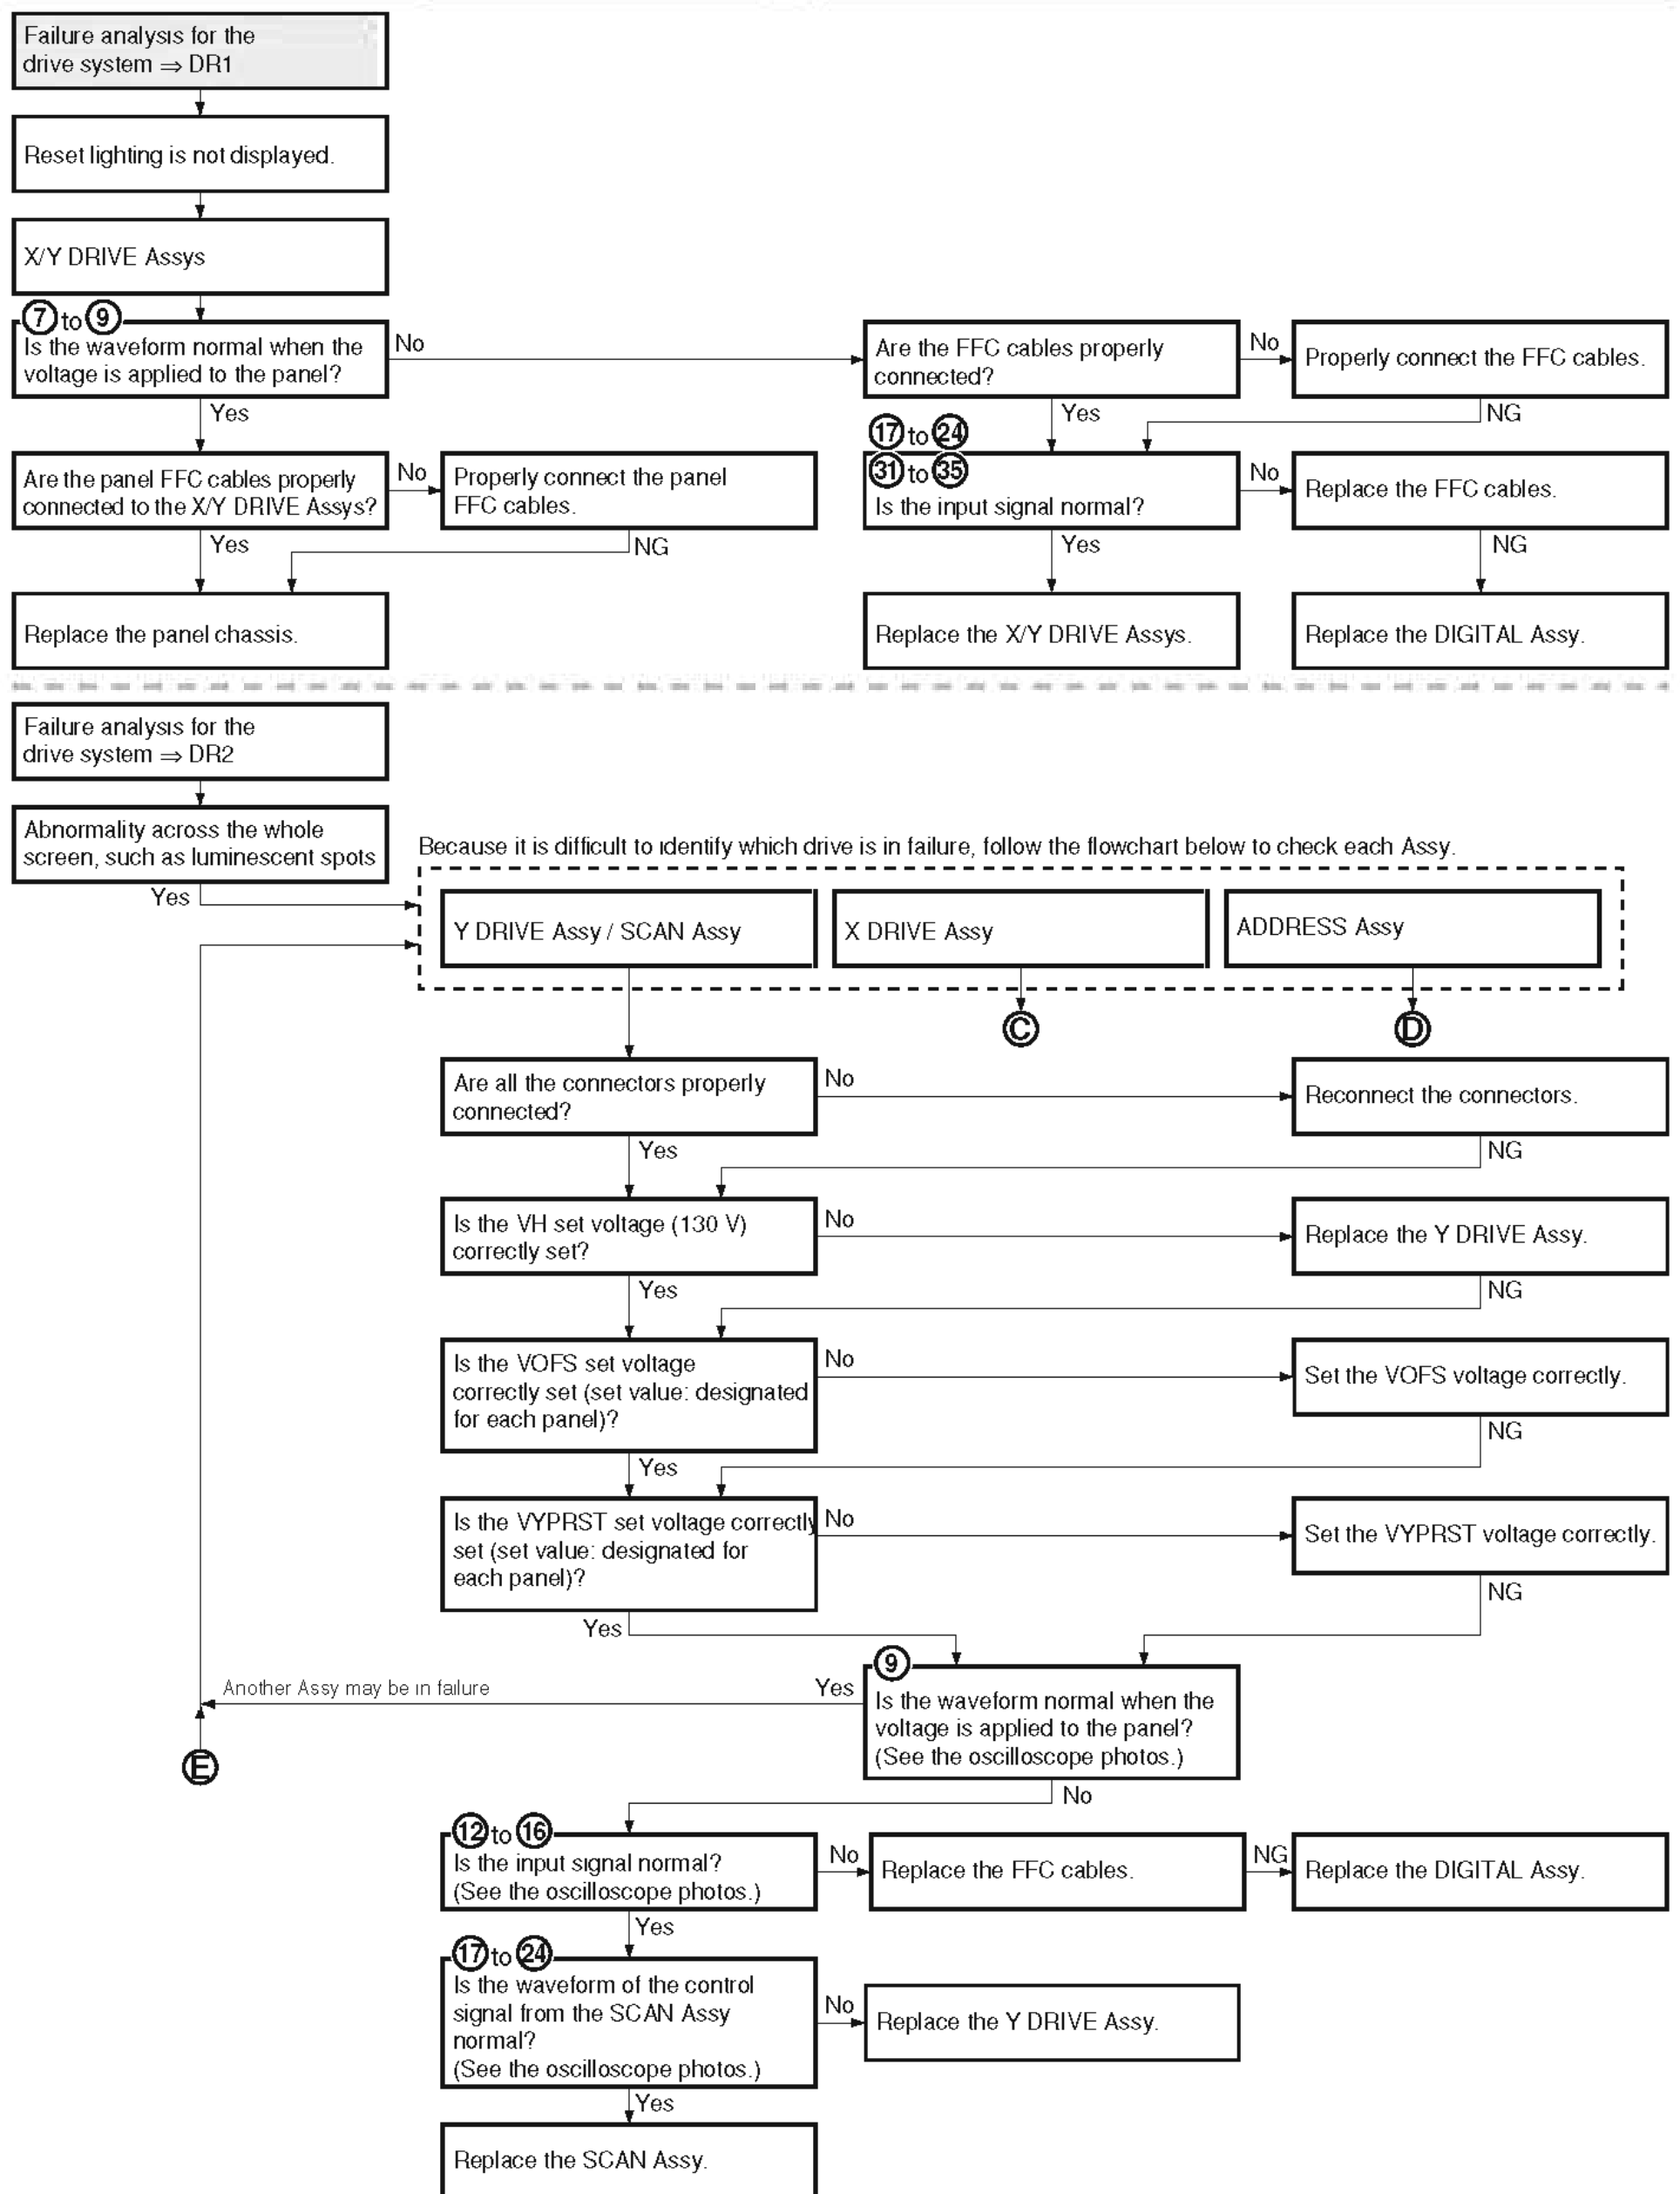 Failure analysis for the
drive system ⇒ DR1
Reset lighting is not displayed.
X/Y DRIVE Assys
7 to 9
Is the waveform normal when the
voltage is applied to the panel?
No
Are the FFC cables properly
connected?
No
Properly connect the FFC cables.
Yes
Yes
NG
17 to 24
Are the panel FFC cables properly
connected to the X/Y DRIVE Assys?
No
Properly connect the panel
FFC cables.
31 to 35
Is the input signal normal?
No
Replace the FFC cables.
Yes
NG
Yes
NG
Replace the panel chassis.
Replace the X/Y DRIVE Assys.
Replace the DIGITAL Assy.
Failure analysis for the
drive system ⇒ DR2
Abnormality across the whole
screen, such as luminescent spots
Because it is difficult to identify which drive is in failure, follow the flowchart below to check each Assy.
Yes
Y DRIVE Assy / SCAN Assy
X DRIVE Assy
ADDRESS Assy
C
D
Are all the connectors properly
connected?
No
Reconnect the connectors.
Yes
NG
Is the VH set voltage (130 V)
correctly set?
No
Replace the Y DRIVE Assy.
Yes
NG
Is the VOFS set voltage
correctly set (set value: designated
for each panel)?
No
Set the VOFS voltage correctly.
Yes
NG
Is the VYPRST set voltage correctly
set (set value: designated for
each panel)?
No
Set the VYPRST voltage correctly.
Yes
NG
9
Is the waveform normal when the
voltage is applied to the panel?
(See the oscilloscope photos.)
Yes
Another Assy may be in failure
E
No
12 to 16
Is the input signal normal?
(See the oscilloscope photos.)
No
Replace the FFC cables.
NG
Replace the DIGITAL Assy.
Yes
17 to 24
Is the waveform of the control
signal from the SCAN Assy
normal?
(See the oscilloscope photos.)
No
Replace the Y DRIVE Assy.
Yes
Replace the SCAN Assy.